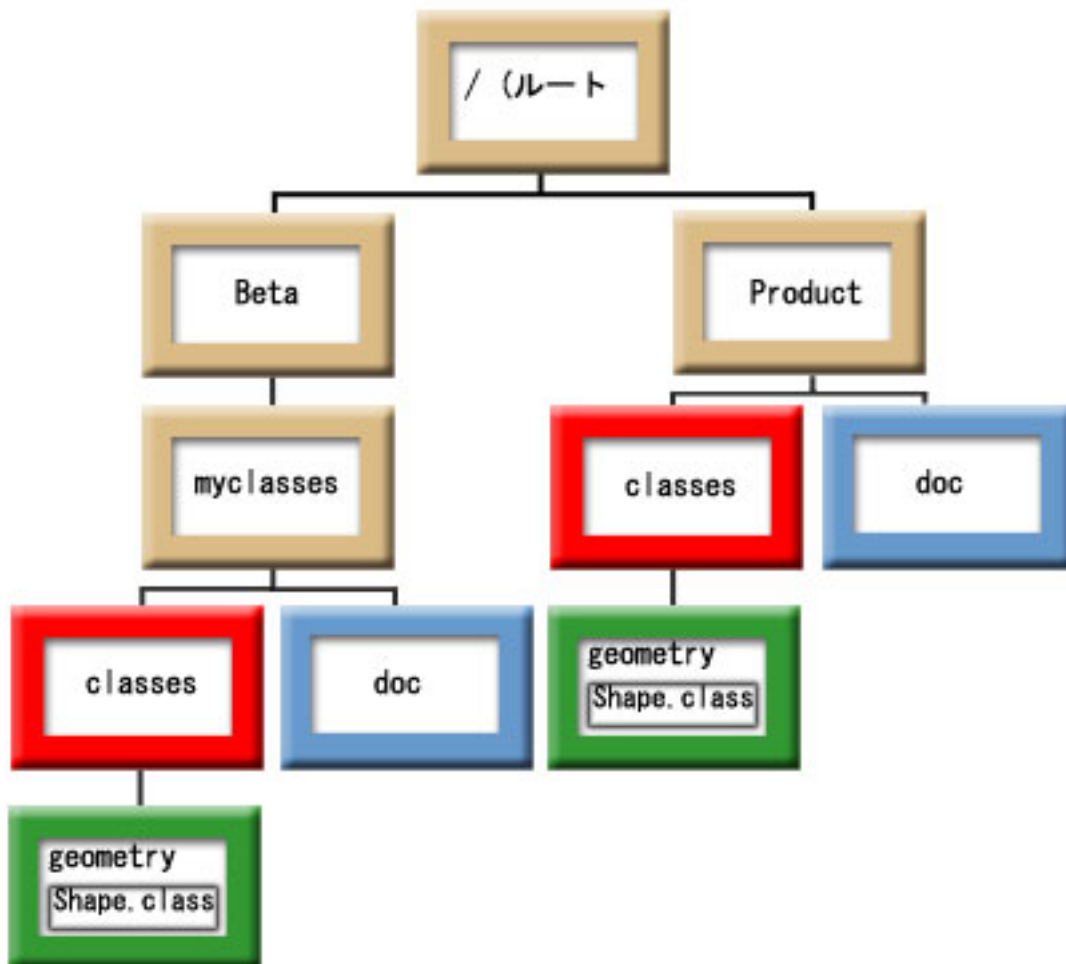 / (ルート
Beta
Product
myclasses
classes
doc
classes
doc
geometry
Shape.class
geometry
Shape.class